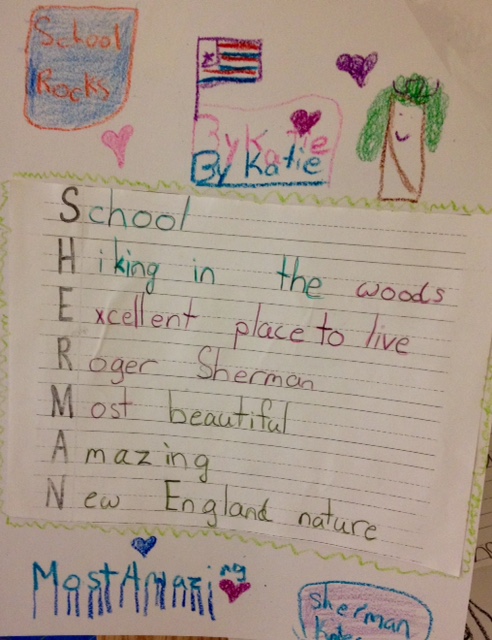 School
Rocks
By Katie
By Katie
School
Hiking in the woods
Excellent place to live
Roger Sherman
Most beautiful
Amazing
New England nature
Most Amazing
Sherman